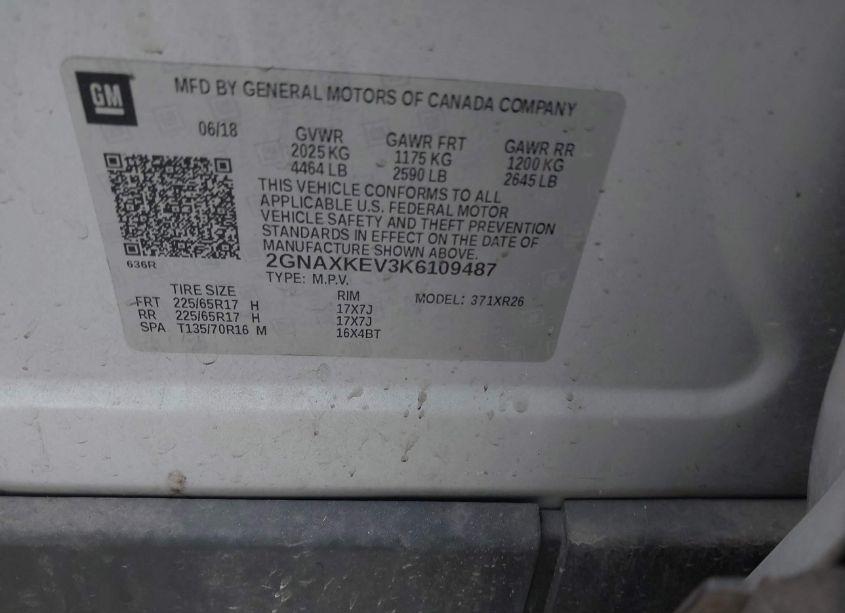 GM
MFD BY GENERAL MOTORS OF CANADA COMPANY
06/18 GVWR GAWR FRT GAWR RR
2025 KG 1175 KG 1200 KG
4464 LB 2590 LB 2645 LB
THIS VEHICLE CONFORMS TO ALL
APPLICABLE U.S. FEDERAL MOTOR
VEHICLE SAFETY AND THEFT PREVENTION
STANDARDS IN EFFECT ON THE DATE OF
MANUFACTURE SHOWN ABOVE.
636R 2GNAXKEV3K6109487
TYPE: M.P.V.
TIRE SIZE RIM MODEL: 371XR26
FRT 225/65R17 H 17X7J
RR 225/65R17 H 17X7J
SPA T135/70R16 M 16X4BT